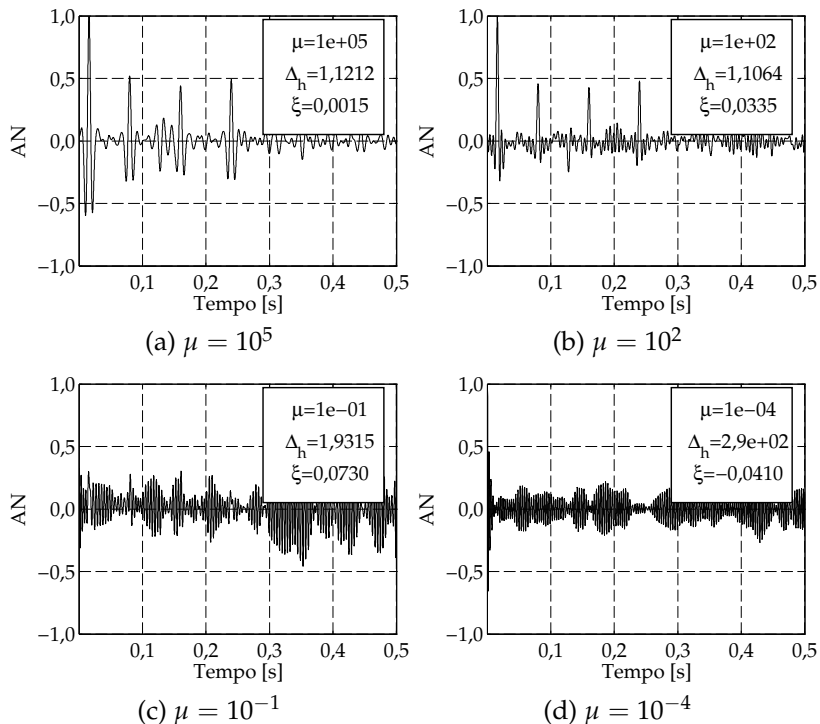 1,0
0,5
0,0
−0,5
−1,0
AN
μ=1e+05
Δh=1,1212
ξ=0,0015
0,1 0,2 0,3 0,4 0,5
Tempo [s]
(a) μ = 10^5
1,0
0,5
0,0
−0,5
−1,0
AN
μ=1e+02
Δh=1,1064
ξ=0,0335
0,1 0,2 0,3 0,4 0,5
Tempo [s]
(b) μ = 10^2
1,0
0,5
0,0
−0,5
−1,0
AN
μ=1e−01
Δh=1,9315
ξ=0,0730
0,1 0,2 0,3 0,4 0,5
Tempo [s]
(c) μ = 10^−1
1,0
0,5
0,0
−0,5
−1,0
AN
μ=1e−04
Δh=2,9e+02
ξ=−0,0410
0,1 0,2 0,3 0,4 0,5
Tempo [s]
(d) μ = 10^−4